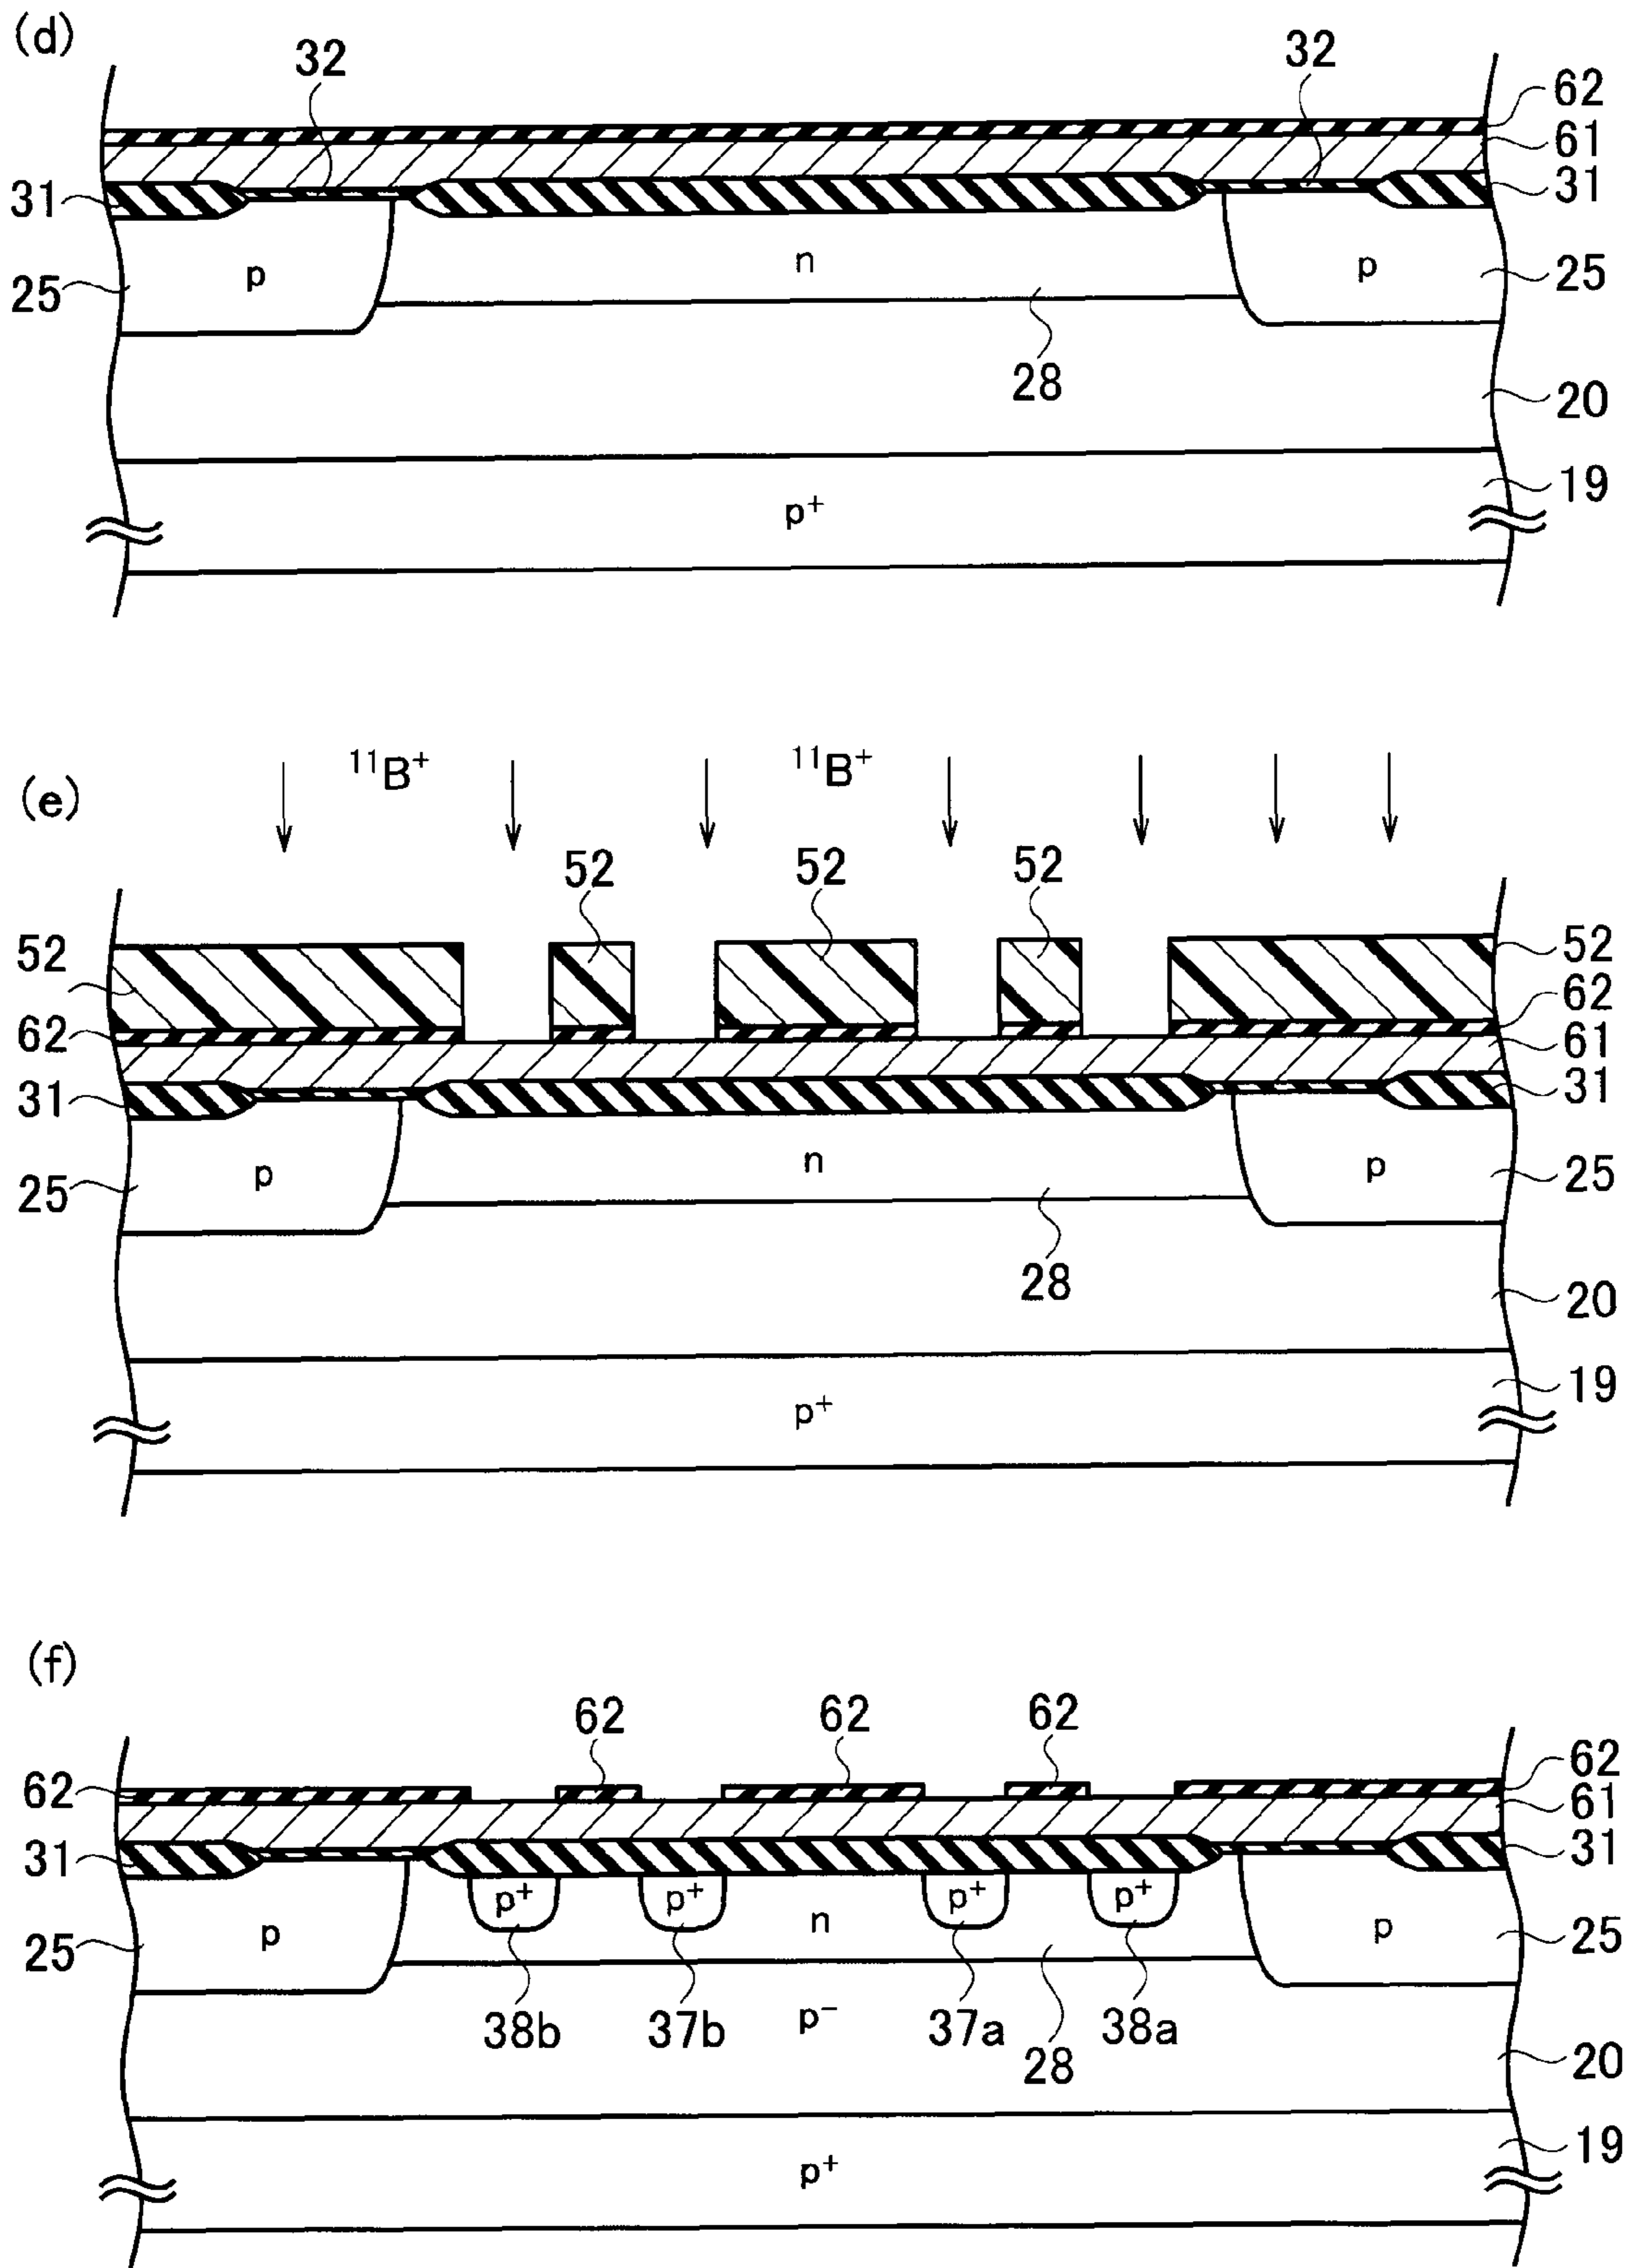 (d)
32 32
62
61
31 31
p n p
25 25
28
20
19
p⁺
(e)
¹¹B⁺ ¹¹B⁺
52 52 52
52 52
62 62
61
31 31
p n p
25 25
28
20
19
p⁺
(f)
62 62 62
62 62
61
31 31
p⁺ p⁺ p⁺ p⁺
p n p
25 25
38b 37b p⁻ 37a 38a
28
20
19
p⁺